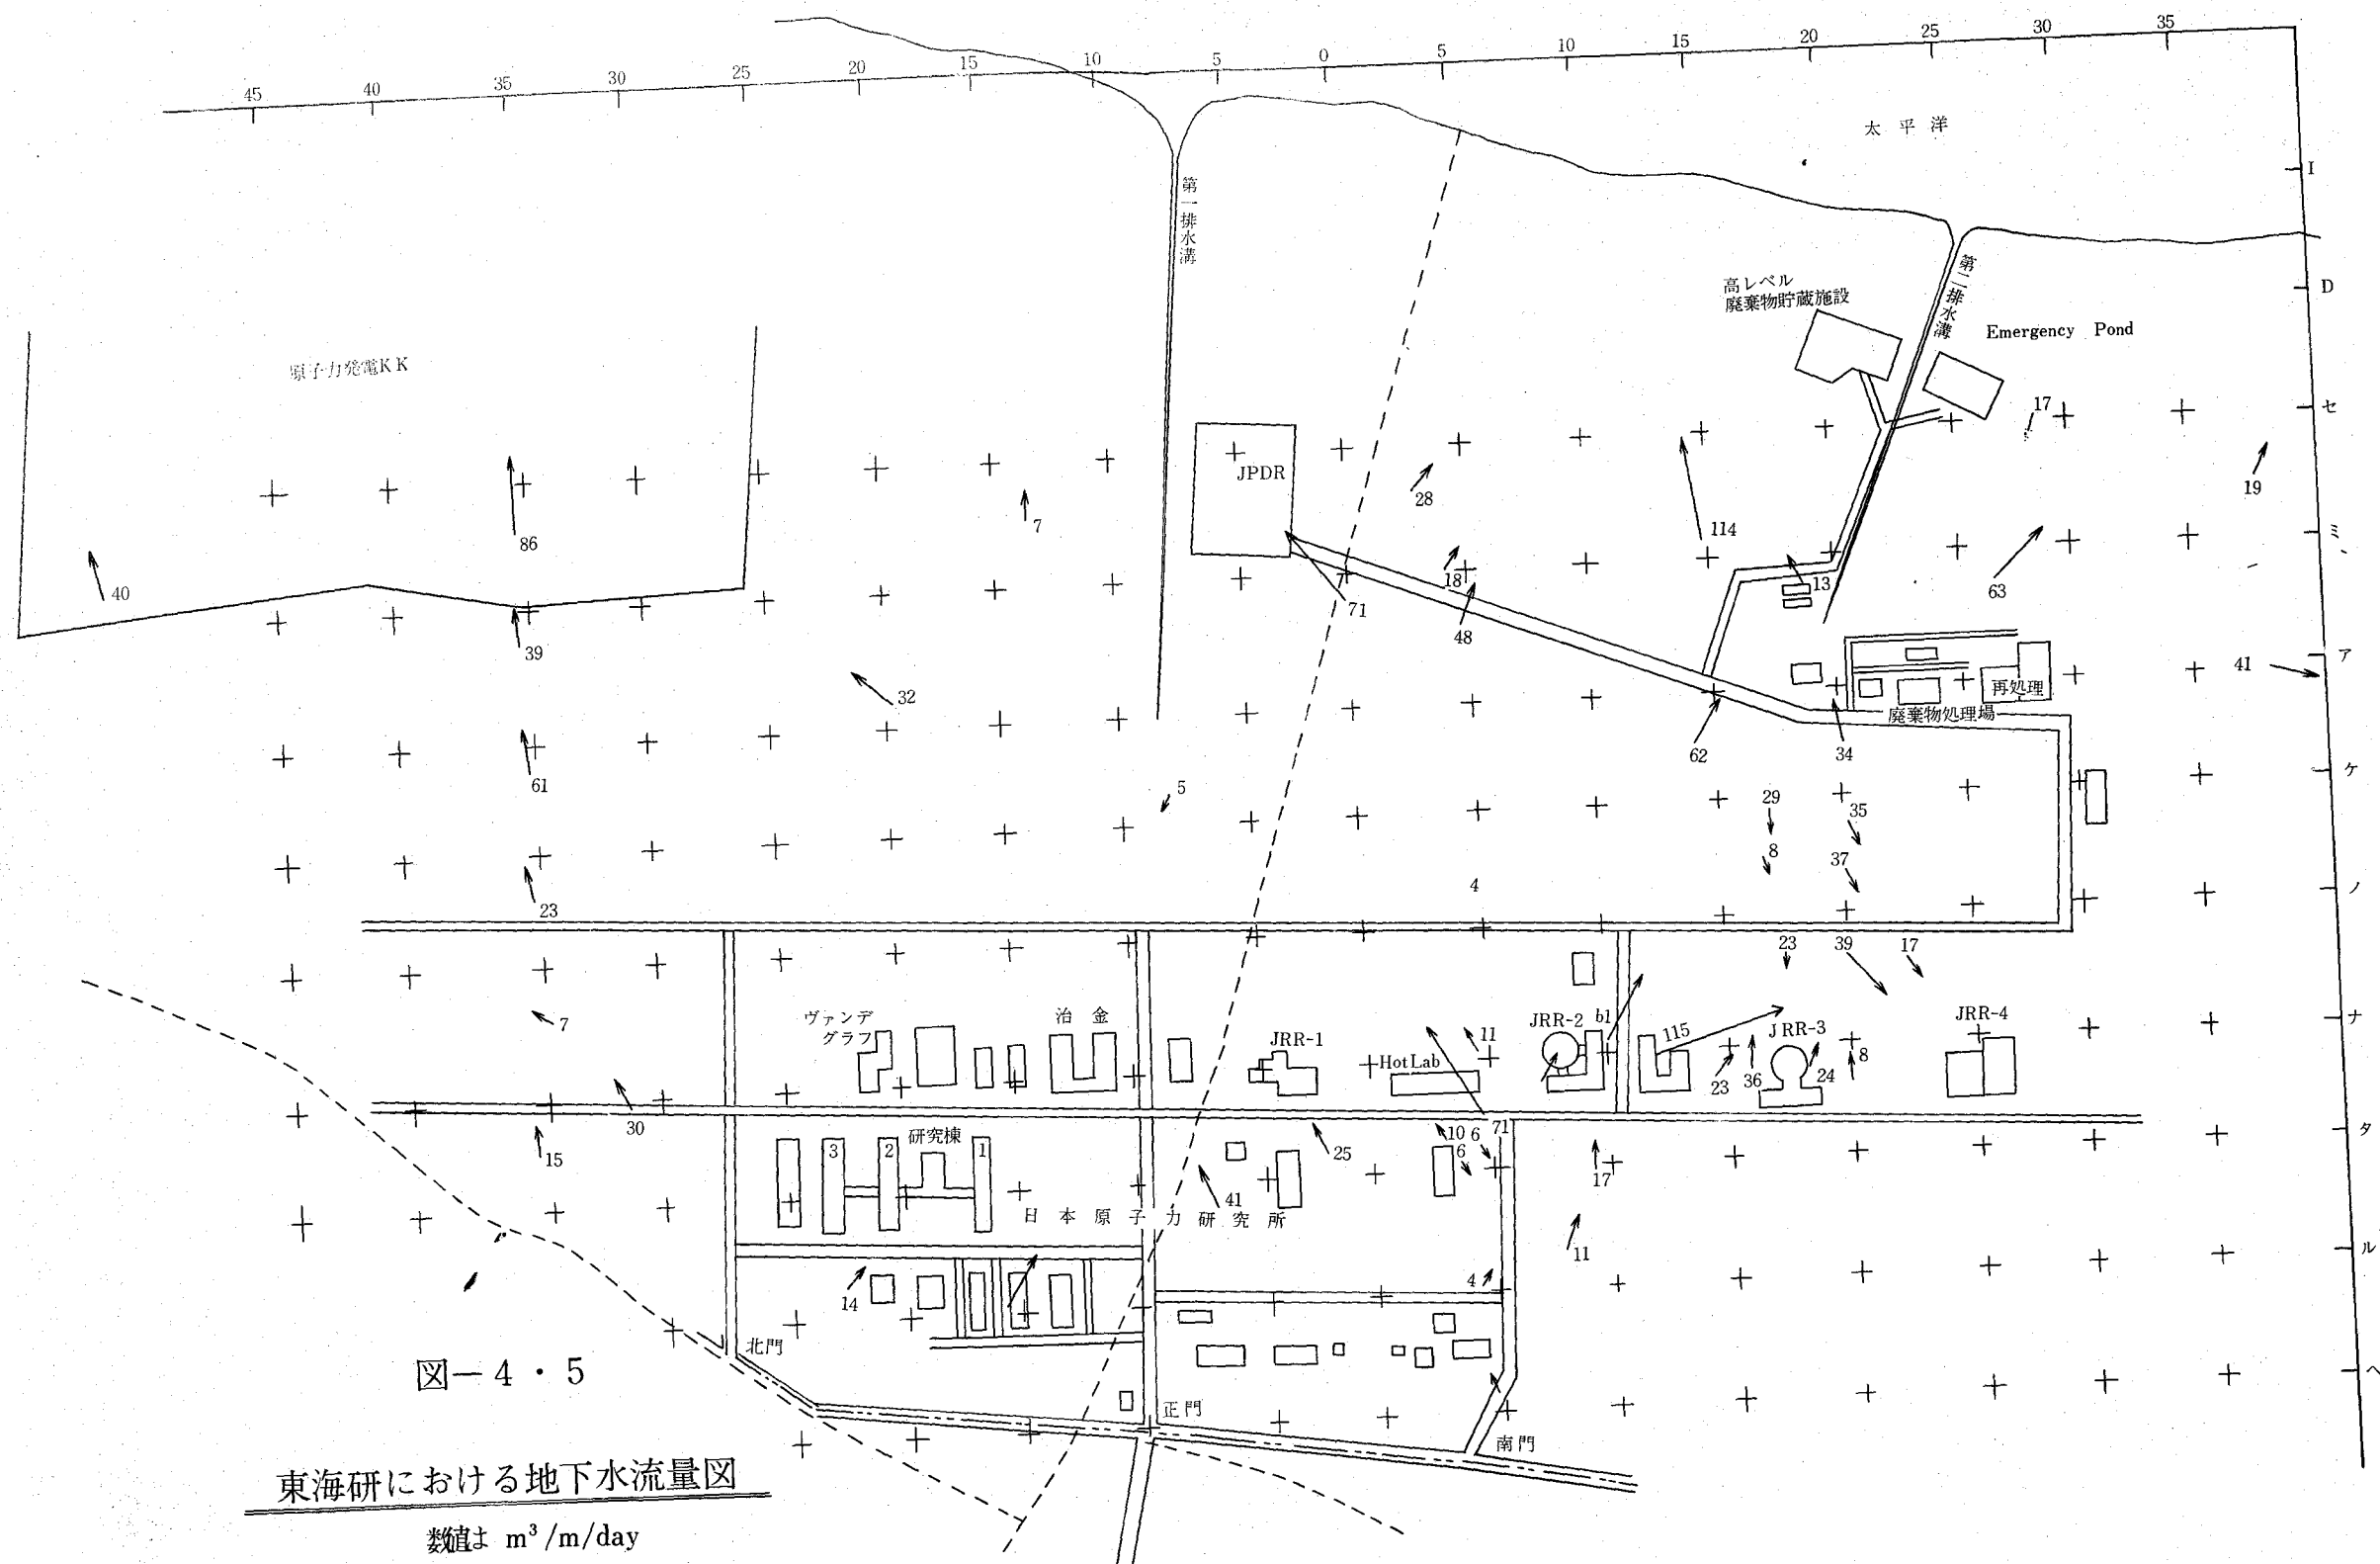 45 40 35 30 25 20 15 10 5 0 5 10 15 20 25 30 35
太平洋
I
D
セ
ミ
ア
ケ
ノ
ナ
タ
ル
ヘ
第一排水溝
第二排水溝
高レベル
廃棄物貯蔵施設
Emergency Pond
原子力発電KK
JPDR
17
19
28
7
114
86
40
18
71
13
63
48
39
41
32
再処理
廃棄物処理場
62
34
61
5
29
35
8
37
4
23
23
39
17
7
ヴァンデ
グラフ
冶金
JRR-1
Hot Lab
11
JRR-2
b1
115
JRR-3
JRR-4
8
23
36
24
30
15
研究棟
3
2
1
25
10
6
6
71
17
41
日本原子力研究所
11
14
4
北門
正門
南門
図-4・5
東海研における地下水流量図
数値は m³/m/day